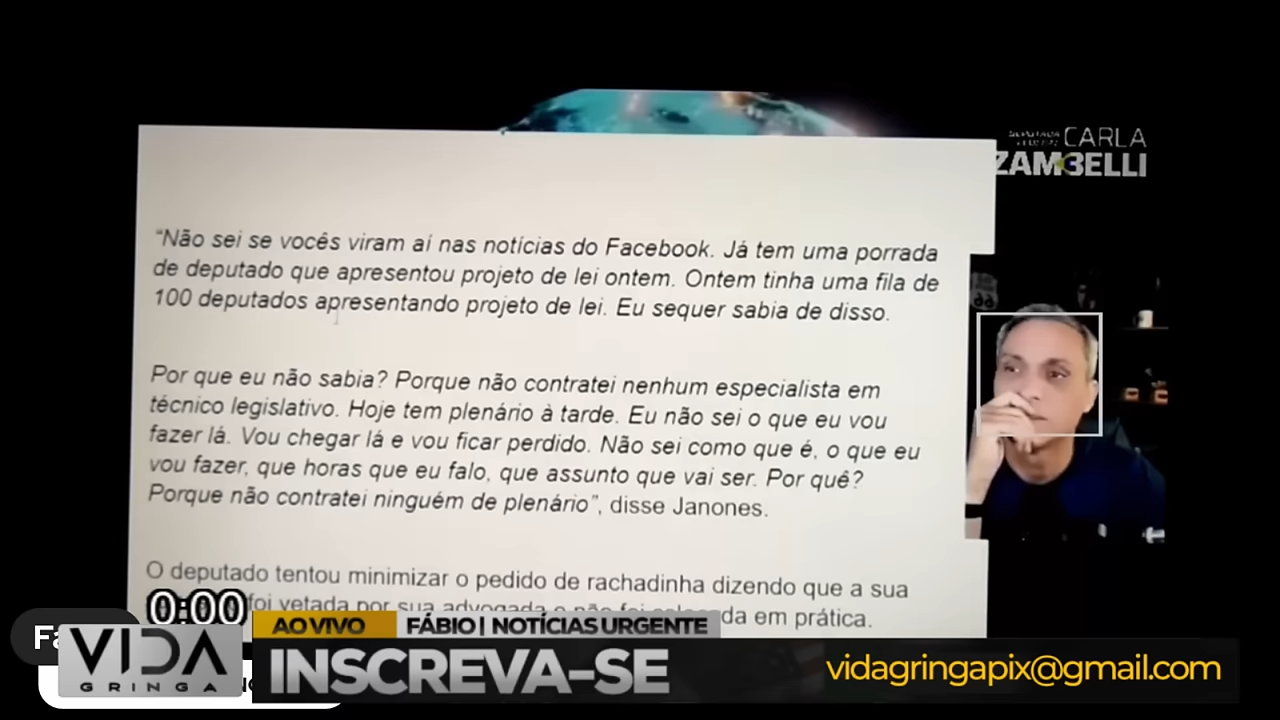 CARLA
ZAMBELLI
“Não sei se vocês viram aí nas notícias do Facebook. Já tem uma porrada
de deputado que apresentou projeto de lei ontem. Ontem tinha uma fila de
100 deputados apresentando projeto de lei. Eu sequer sabia de disso.
Por que eu não sabia? Porque não contratei nenhum especialista em
técnico legislativo. Hoje tem plenário à tarde. Eu não sei o que eu vou
fazer lá. Vou chegar lá e vou ficar perdido. Não sei como que é, o que eu
vou fazer, que horas que eu falo, que assunto que vai ser. Por quê?
Porque não contratei ninguém de plenário”, disse Janones.
O deputado tentou minimizar o pedido de rachadinha dizendo que a sua
foi vetada por sua advogada e não foi da em prática.
0:00
AO VIVO
FÁBIO | NOTÍCIAS URGENTE
VIDA
GRINGA
INSCREVA-SE
vidagringapix@gmail.com